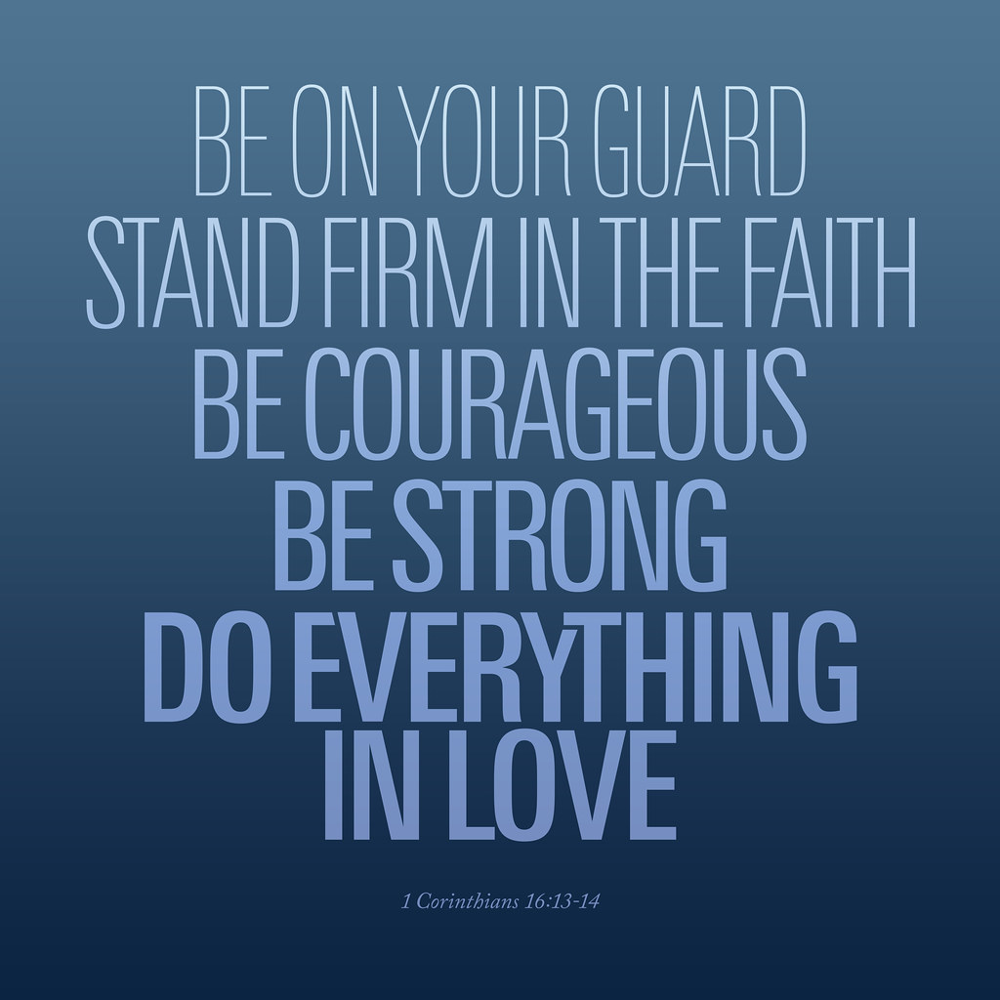 BE ON YOUR GUARD
STAND FIRM IN THE FAITH
BE COURAGEOUS
BE STRONG
DO EVERYTHING
IN LOVE
1 Corinthians 16:13-14